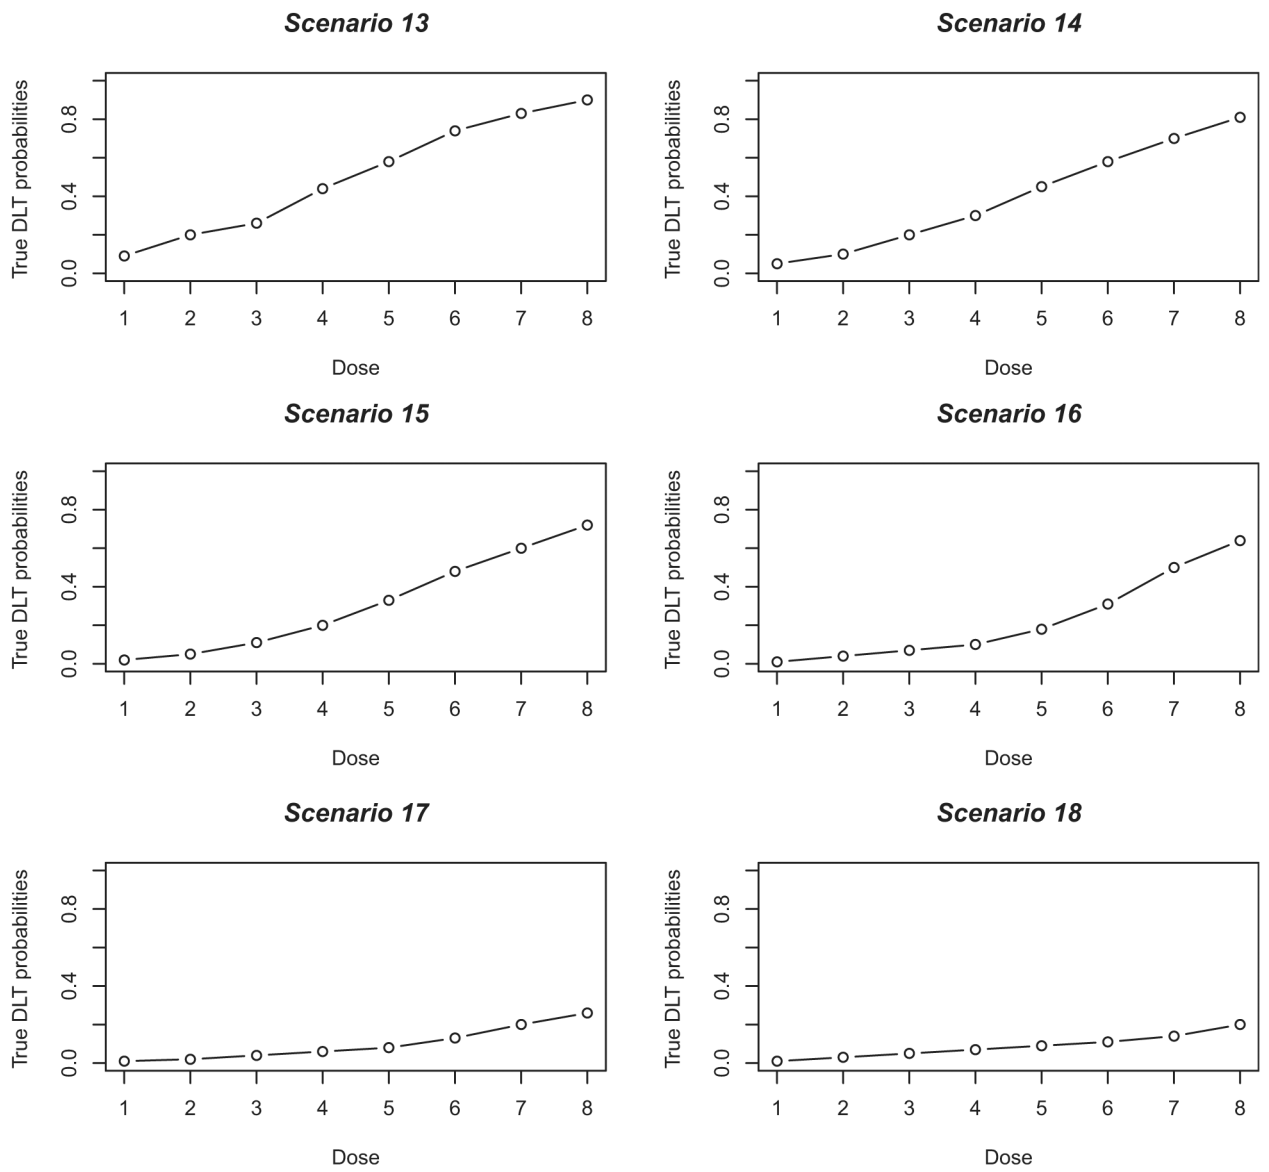 Scenario 13
True DLT probabilities
0.0 0.4 0.8
1 2 3 4 5 6 7 8
Dose
Scenario 14
True DLT probabilities
0.0 0.4 0.8
1 2 3 4 5 6 7 8
Dose
Scenario 15
True DLT probabilities
0.0 0.4 0.8
1 2 3 4 5 6 7 8
Dose
Scenario 16
True DLT probabilities
0.0 0.4 0.8
1 2 3 4 5 6 7 8
Dose
Scenario 17
True DLT probabilities
0.0 0.4 0.8
1 2 3 4 5 6 7 8
Dose
Scenario 18
True DLT probabilities
0.0 0.4 0.8
1 2 3 4 5 6 7 8
Dose